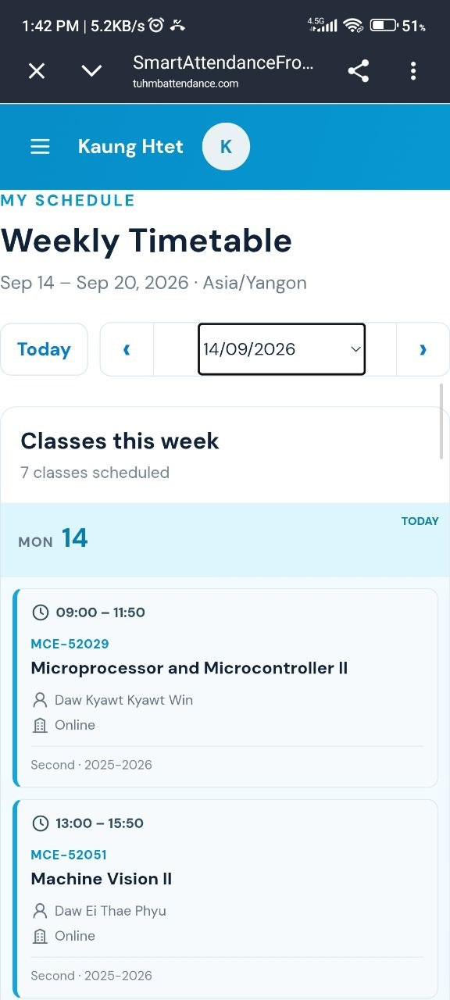 1:42 PM | 5.2KB/s
4.5G
51%
SmartAttendanceFro...
tuhmbattendance.com
Kaung Htet
K
MY SCHEDULE
Weekly Timetable
Sep 14 – Sep 20, 2026 · Asia/Yangon
Today
‹
14/09/2026
›
Classes this week
7 classes scheduled
TODAY
MON 14
09:00 – 11:50
MCE-52029
Microprocessor and Microcontroller II
Daw Kyawt Kyawt Win
Online
Second · 2025-2026
13:00 – 15:50
MCE-52051
Machine Vision II
Daw Ei Thae Phyu
Online
Second · 2025-2026